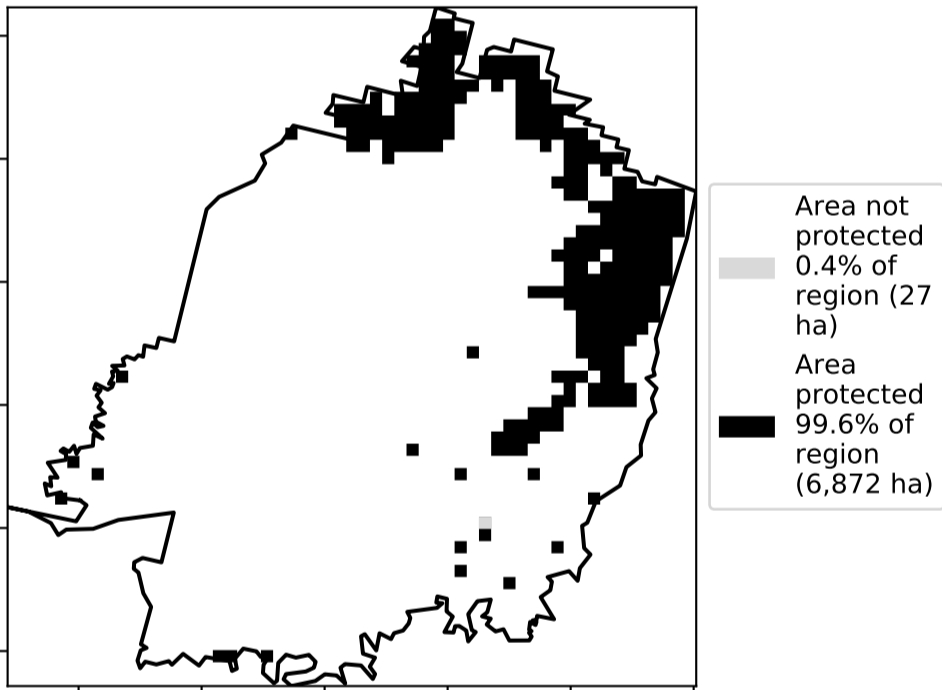 Area not
protected
0.4% of
region (27
ha)
Area
protected
99.6% of
region
(6,872 ha)